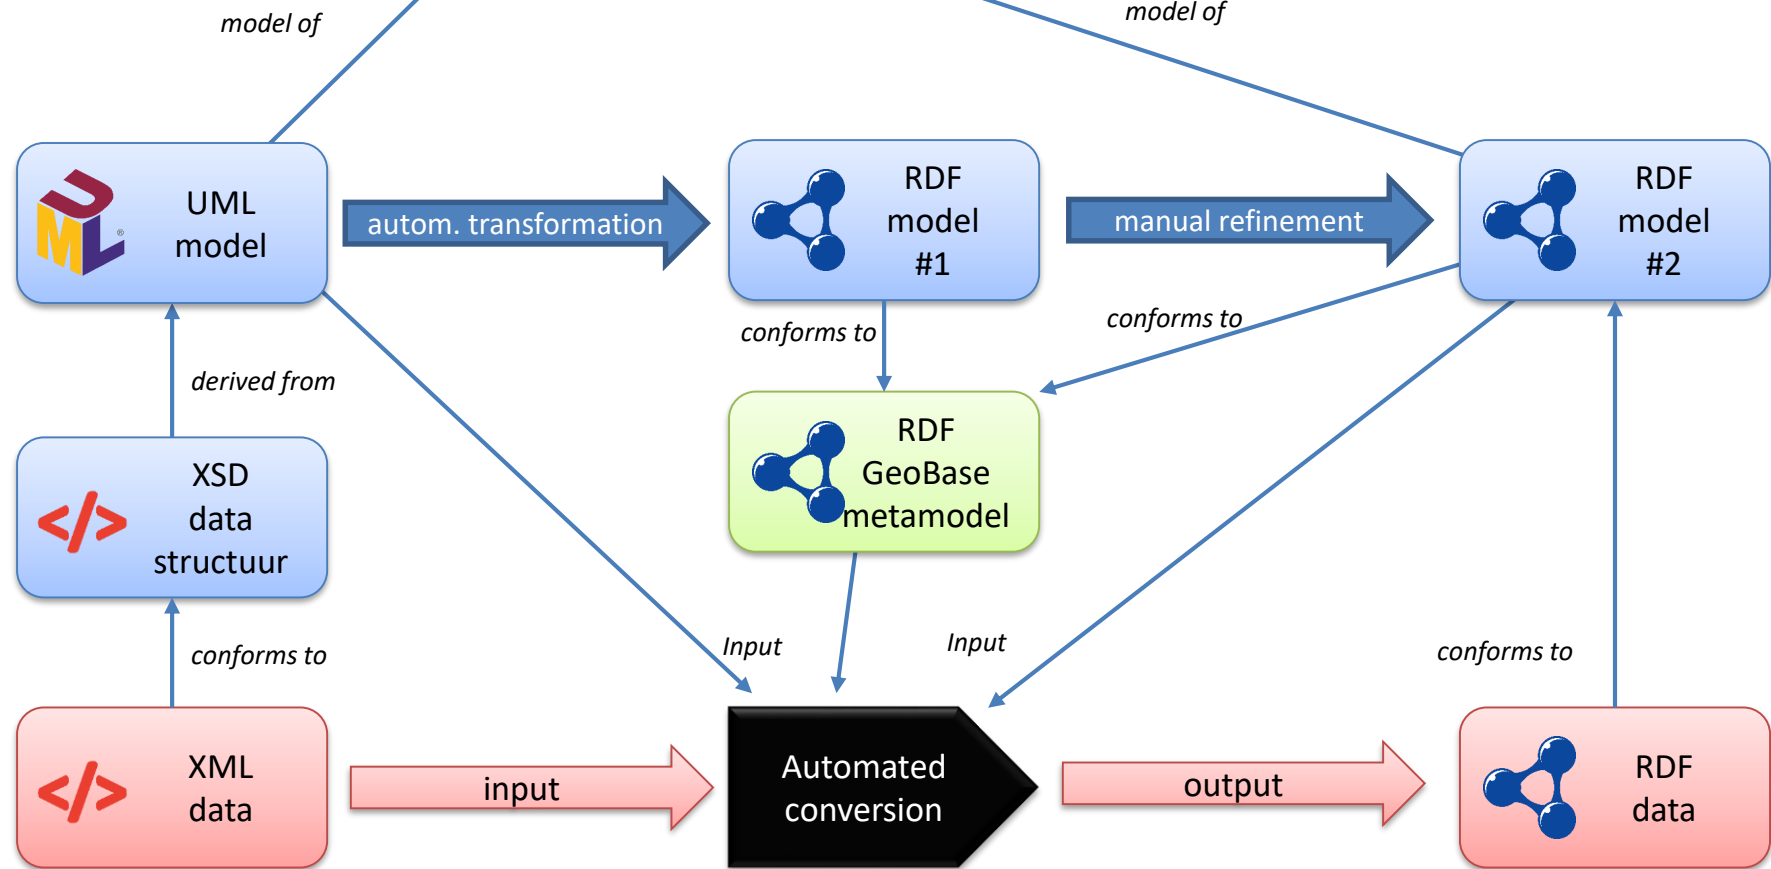 model of
model of
UML
model
autom. transformation
RDF
model
#1
manual refinement
RDF
model
#2
conforms to
conforms to
derived from
RDF
GeoBase
metamodel
XSD
data
structuur
Input
Input
conforms to
conforms to
XML
data
input
Automated
conversion
output
RDF
data
UML
®